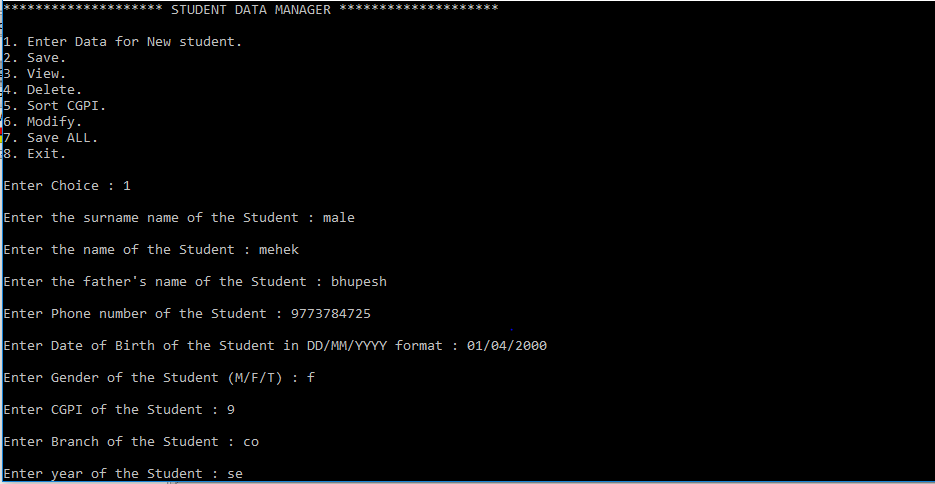 ******************** STUDENT DATA MANAGER ********************
1. Enter Data for New student.
2. Save.
3. View.
4. Delete.
5. Sort CGPI.
6. Modify.
7. Save ALL.
8. Exit.
Enter Choice : 1
Enter the surname name of the Student : male
Enter the name of the Student : mehek
Enter the father's name of the Student : bhupesh
Enter Phone number of the Student : 9773784725
Enter Date of Birth of the Student in DD/MM/YYYY format : 01/04/2000
Enter Gender of the Student (M/F/T) : f
Enter CGPI of the Student : 9
Enter Branch of the Student : co
Enter year of the Student : se